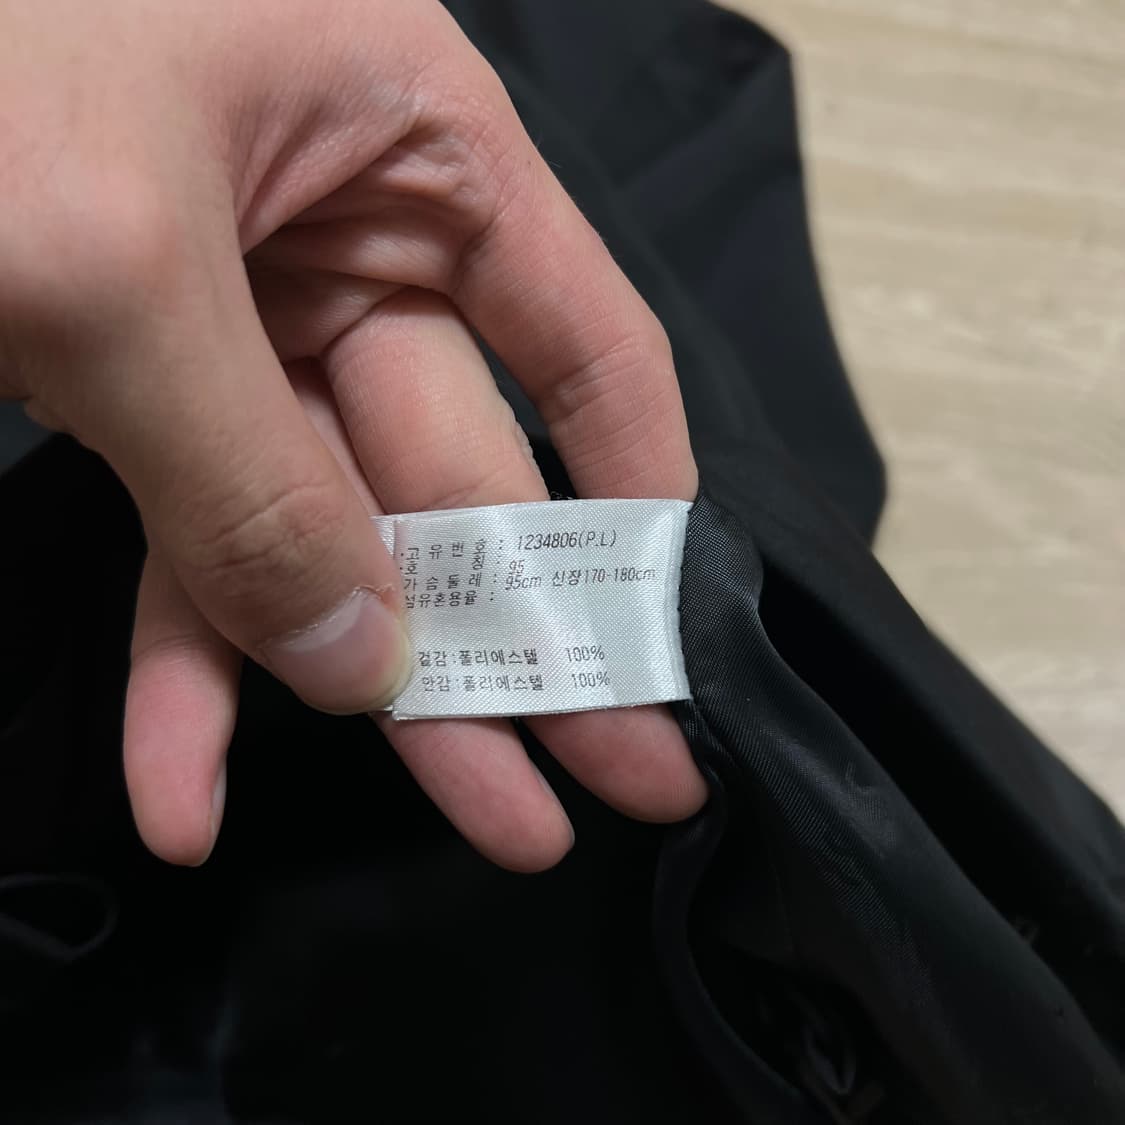 ·고유번호 : 1234806(P.L)
·호칭 : 95
가슴둘레 : 95cm 신장170-180cm
섬유혼용율 :
겉감:폴리에스텔 100%
안감:폴리에스텔 100%